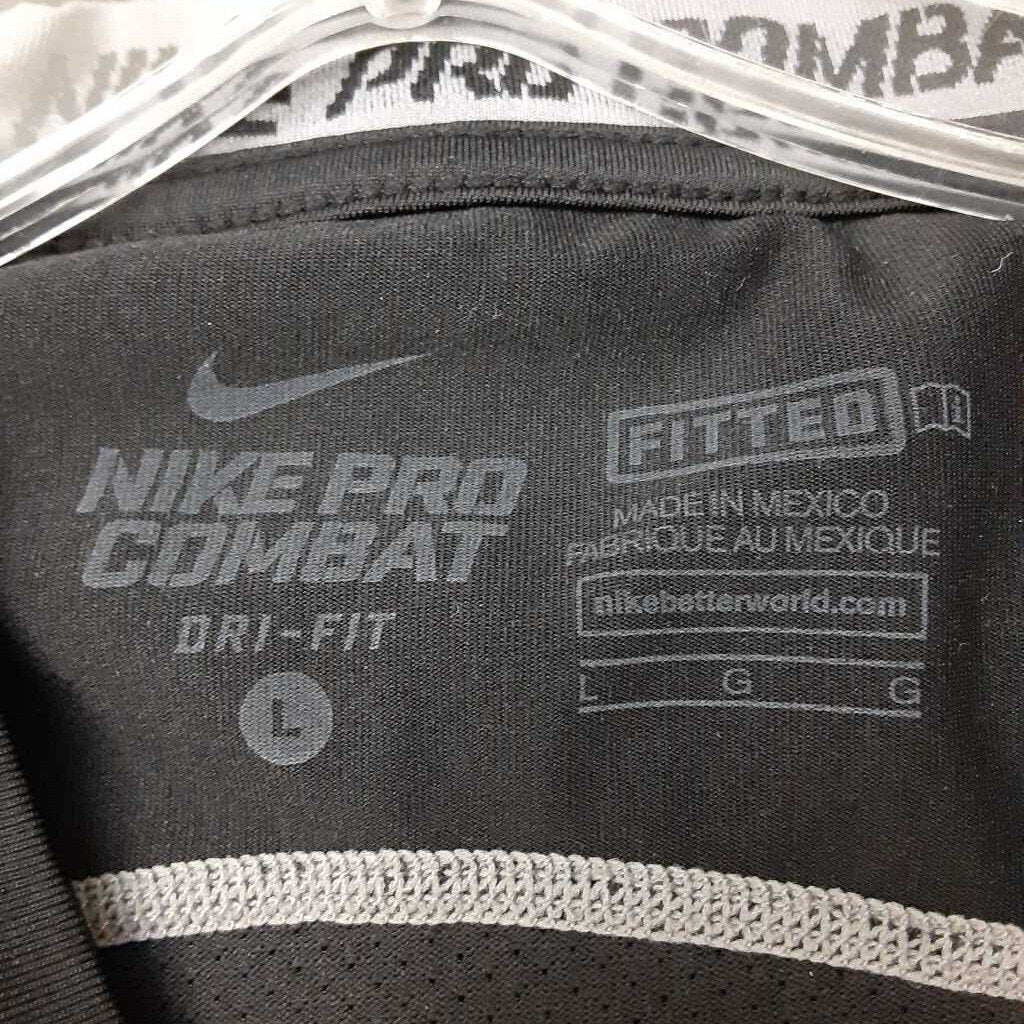 PRO COMBA
NIKE PRO
COMBAT
DRI-FIT
L
FITTED
MADE IN MEXICO
FABRIQUE AU MEXIQUE
nikebetterworld.com
L G G